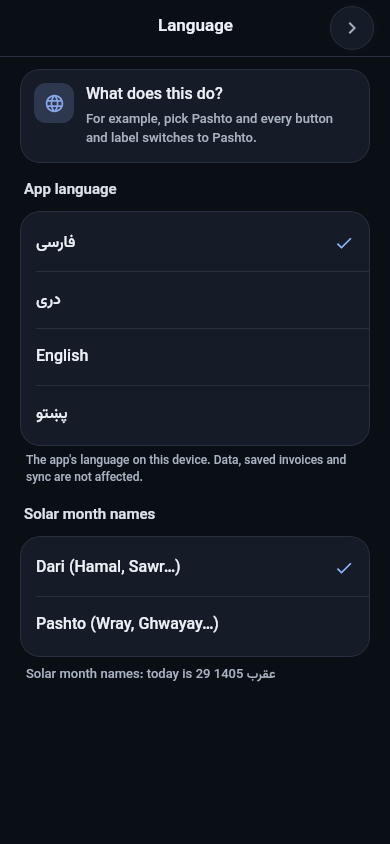 Language
What does this do?
For example, pick Pashto and every button
and label switches to Pashto.
App language
فارسی
دری
English
پښتو
The app's language on this device. Data, saved invoices and
sync are not affected.
Solar month names
Dari (Hamal, Sawr…)
Pashto (Wray, Ghwayay…)
Solar month names: today is 29 عقرب 1405